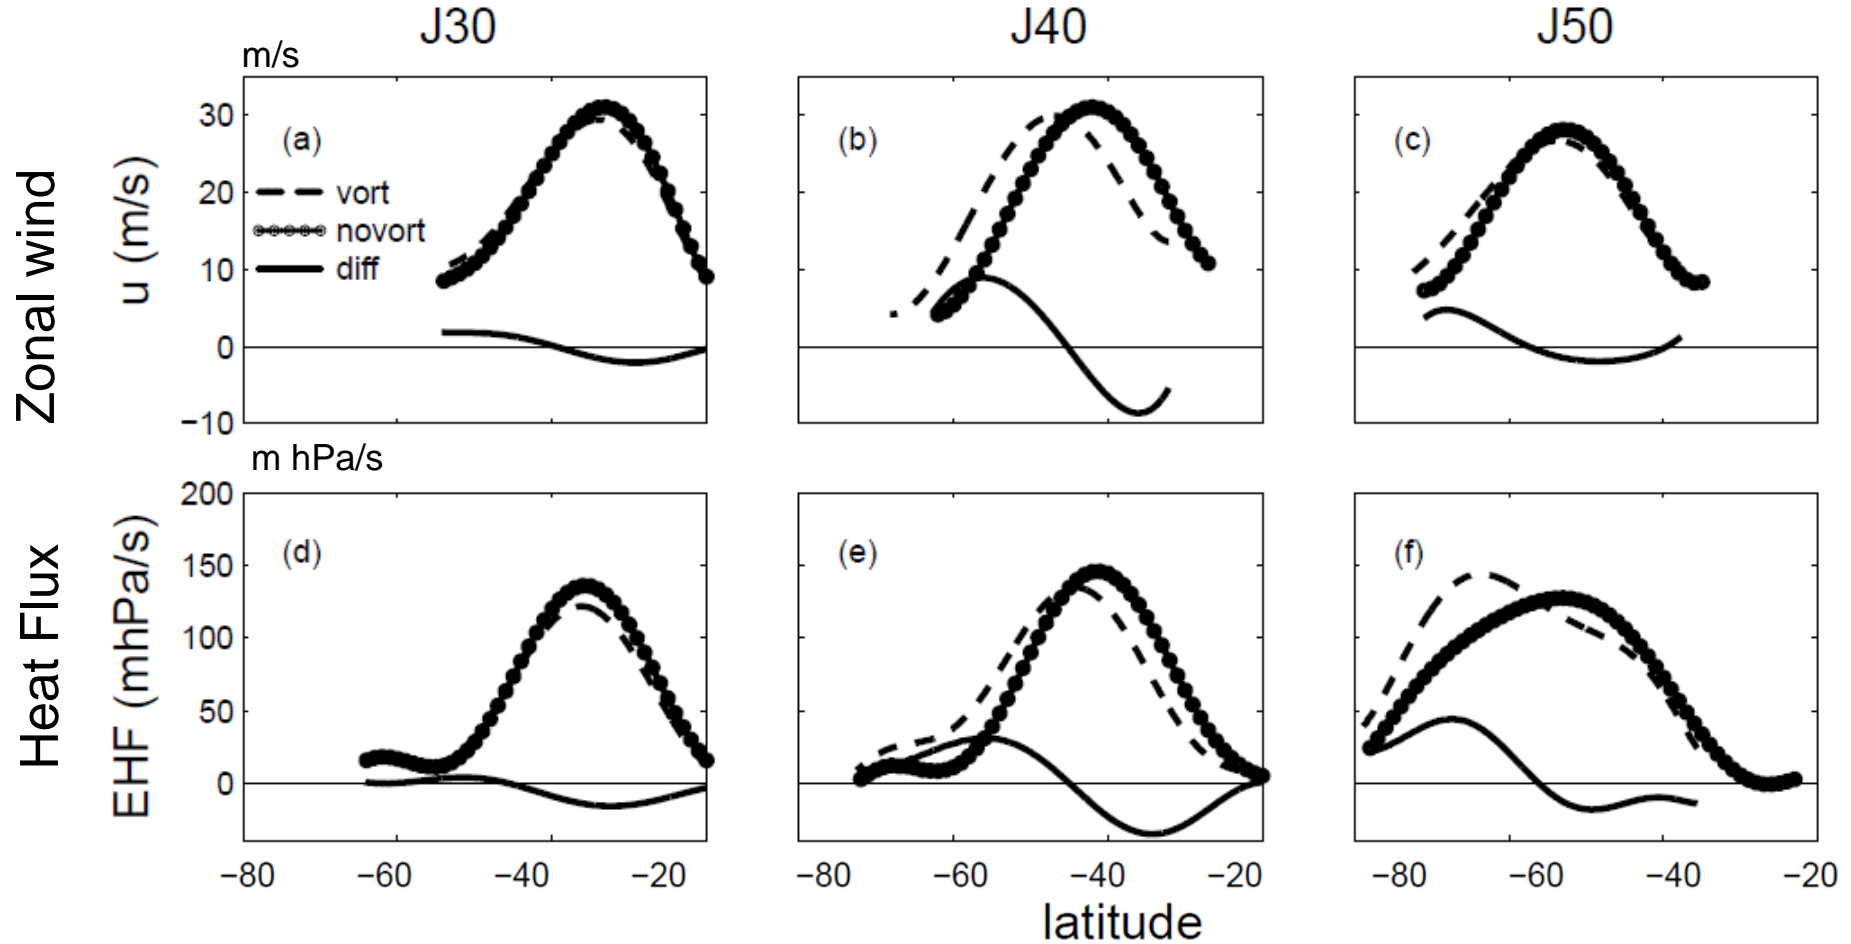 J30 J40 J50
m/s
Zonal wind
u (m/s)
30
20
10
0
−10
(a) (b) (c)
vort
novort
diff
m hPa/s
Heat Flux
EHF (mhPa/s)
200
150
100
50
0
(d) (e) (f)
−80 −60 −40 −20 −80 −60 −40 −20 −80 −60 −40 −20
latitude